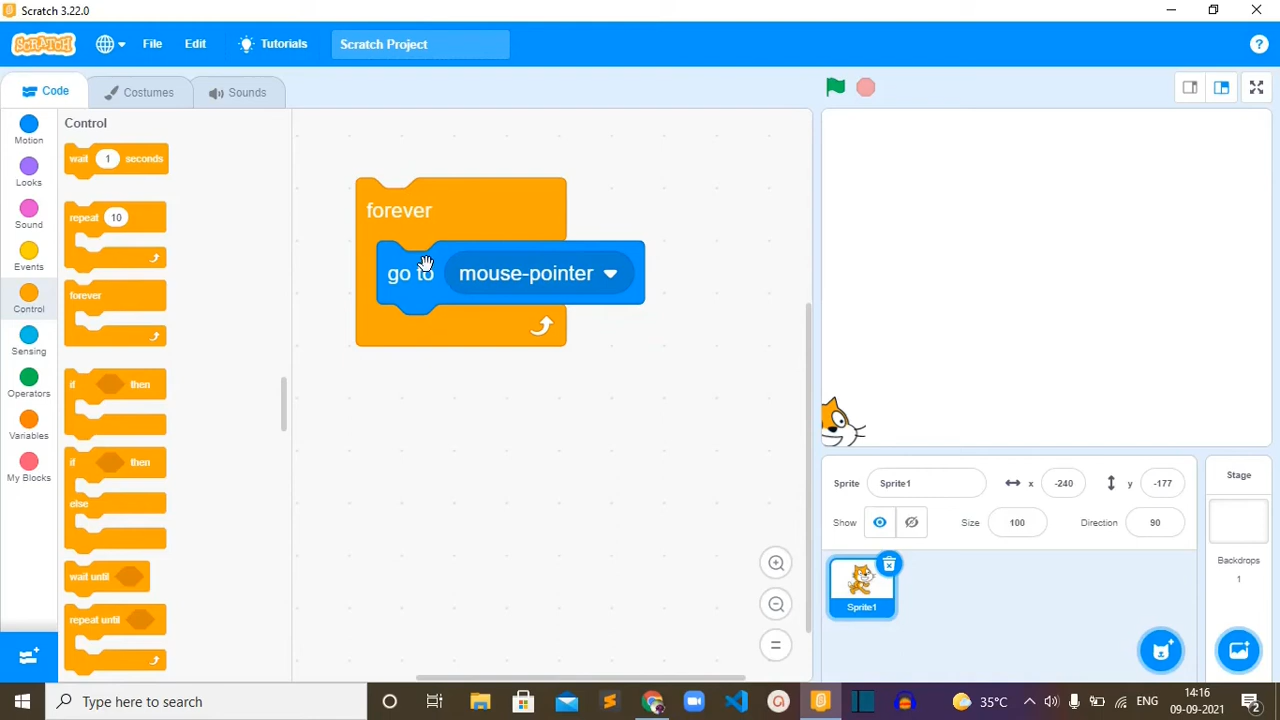 Scratch 3.22.0
SCRATCH File Edit Tutorials Scratch Project ?
Code Costumes Sounds
Motion
Looks
Sound
Events
Control
Sensing
Operators
Variables
My Blocks
Control
wait 1 seconds
repeat 10
forever
if then
if then
else
wait until
repeat until
forever
go to mouse-pointer
Sprite Sprite1 x -240 y -177
Show Size 100 Direction 90
Sprite1
Stage
Backdrops
1
Type here to search
35°C ENG 14:16
09-09-2021 2